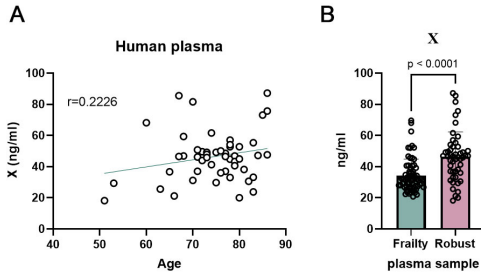 A
Human plasma
r=0.2226
X (ng/ml)
100
80
60
40
20
0
40
50
60
70
80
90
Age
B
X
p < 0.0001
ng/ml
100
80
60
40
20
0
Frailty Robust
plasma sample